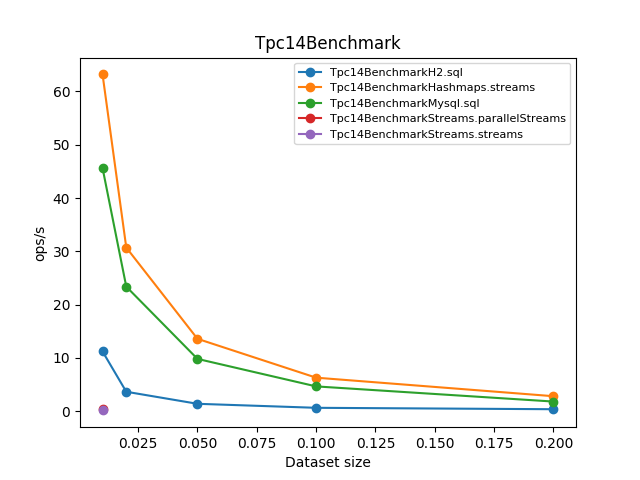 Tpc14Benchmark
Tpc14BenchmarkH2.sql
Tpc14BenchmarkHashmaps.streams
Tpc14BenchmarkMysql.sql
Tpc14BenchmarkStreams.parallelStreams
Tpc14BenchmarkStreams.streams
ops/s
60
50
40
30
20
10
0
0.025 0.050 0.075 0.100 0.125 0.150 0.175 0.200
Dataset size